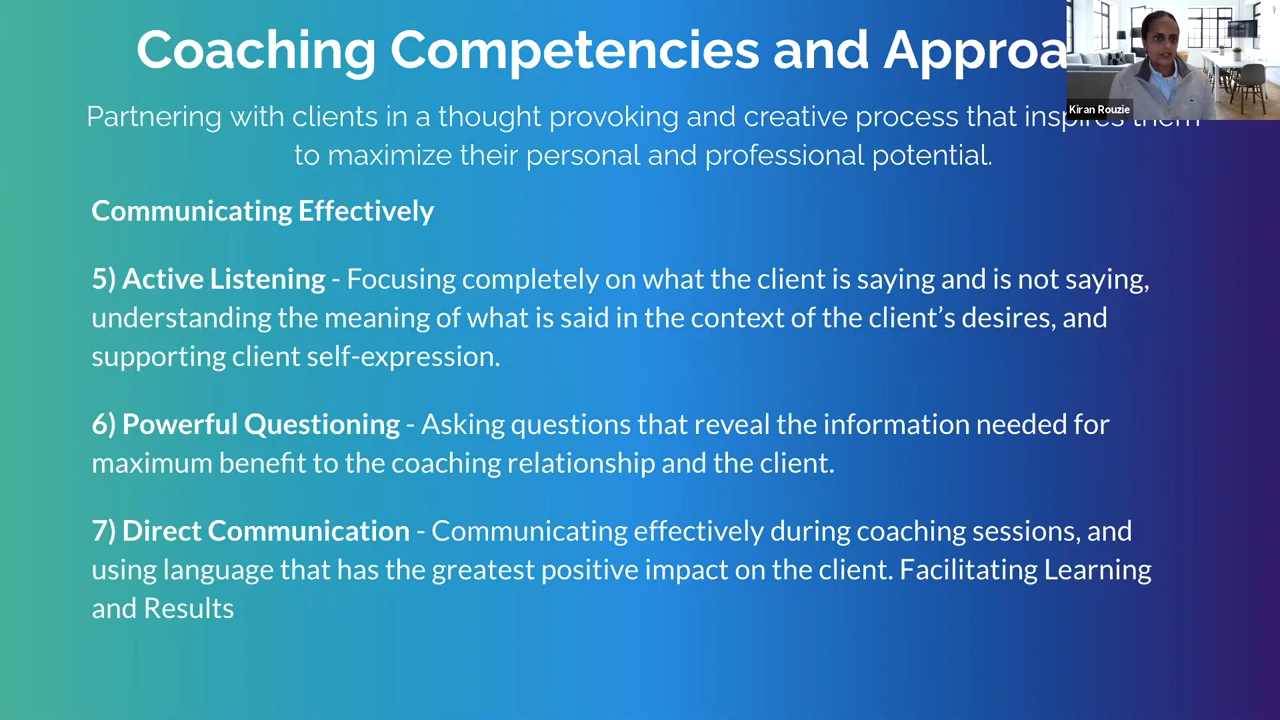 Coaching Competencies and Approa
Partnering with clients in a thought provoking and creative process that inspires them
to maximize their personal and professional potential.
Kiran Rouzie
Communicating Effectively
5) Active Listening - Focusing completely on what the client is saying and is not saying,
understanding the meaning of what is said in the context of the client’s desires, and
supporting client self-expression.
6) Powerful Questioning - Asking questions that reveal the information needed for
maximum benefit to the coaching relationship and the client.
7) Direct Communication - Communicating effectively during coaching sessions, and
using language that has the greatest positive impact on the client. Facilitating Learning
and Results